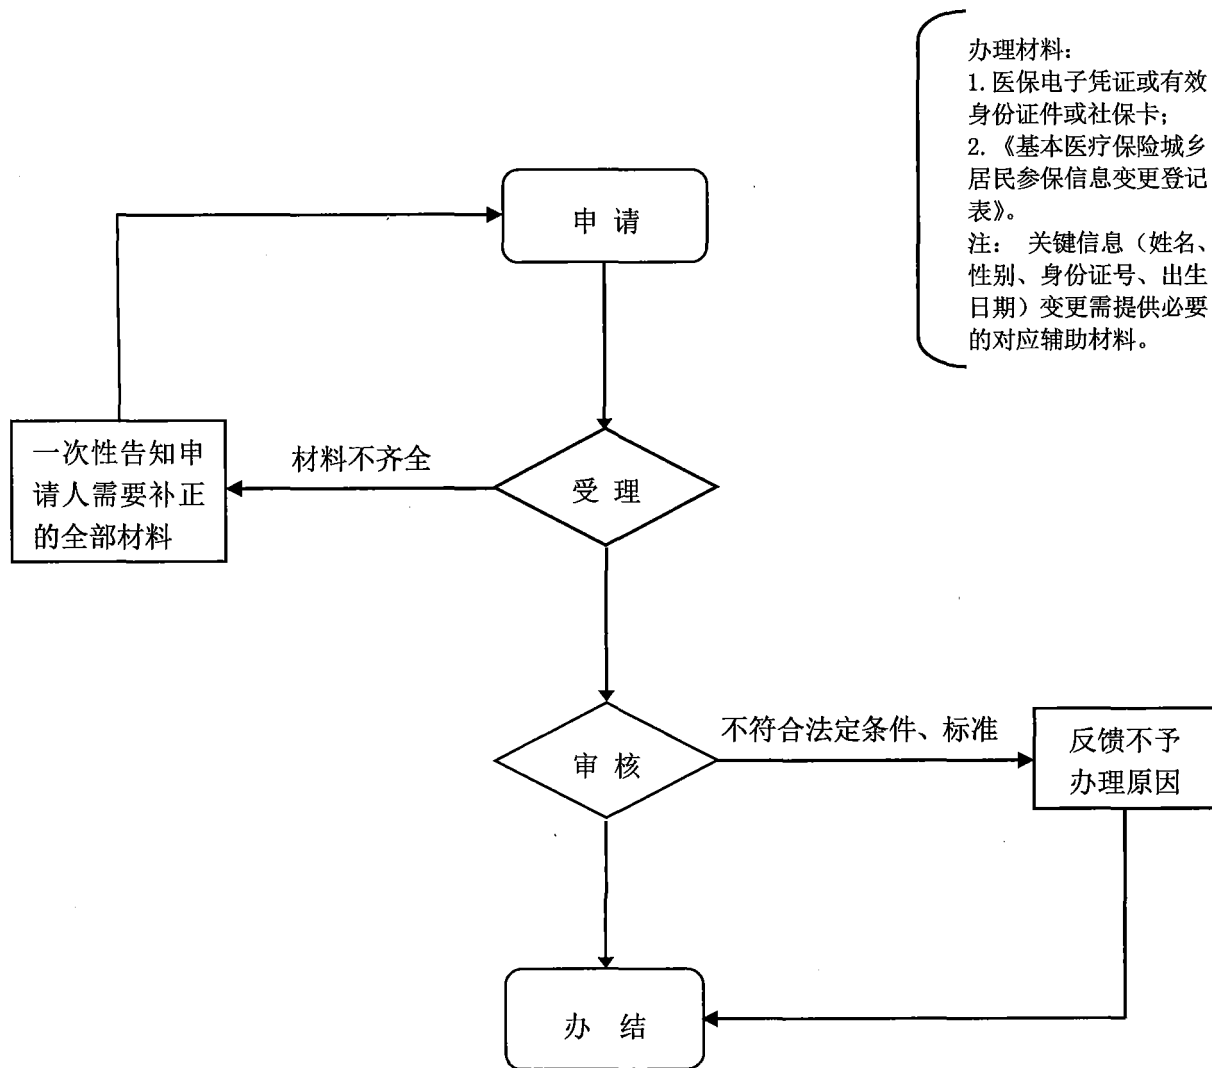 办理材料：
1. 医保电子凭证或有效
身份证件或社保卡；
2. 《基本医疗保险城乡
居民参保信息变更登记
表》。
注： 关键信息（姓名、
性别、身份证号、出生
日期）变更需提供必要
的对应辅助材料。
申 请
一次性告知申
请人需要补正
的全部材料
材料不齐全
受 理
审 核
不符合法定条件、标准
反馈不予
办理原因
办 结